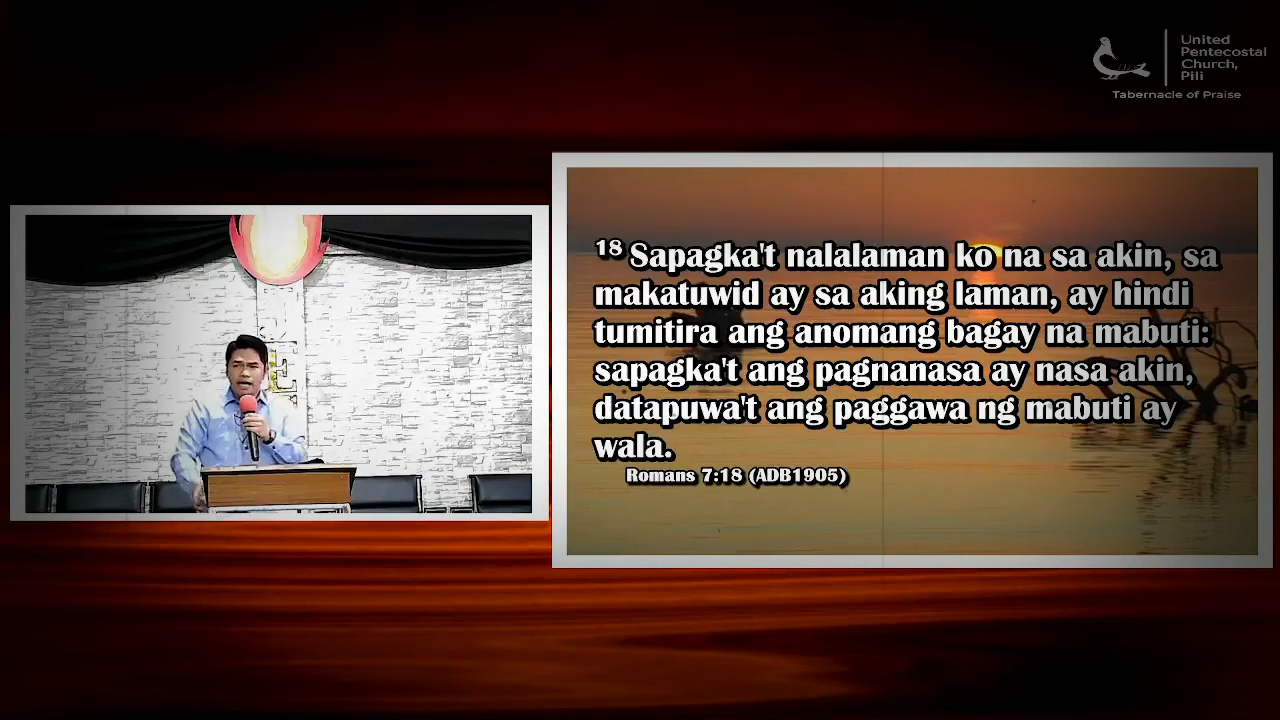 United
Pentecostal
Church,
Pili
Tabernacle of Praise
18 Sapagka't nalalaman ko na sa akin, sa
makatuwid ay sa aking laman, ay hindi
tumitira ang anomang bagay na mabuti:
sapagka't ang pagnanasa ay nasa akin,
datapuwa't ang paggawa ng mabuti ay
wala.
Romans 7:18 (ADB1905)